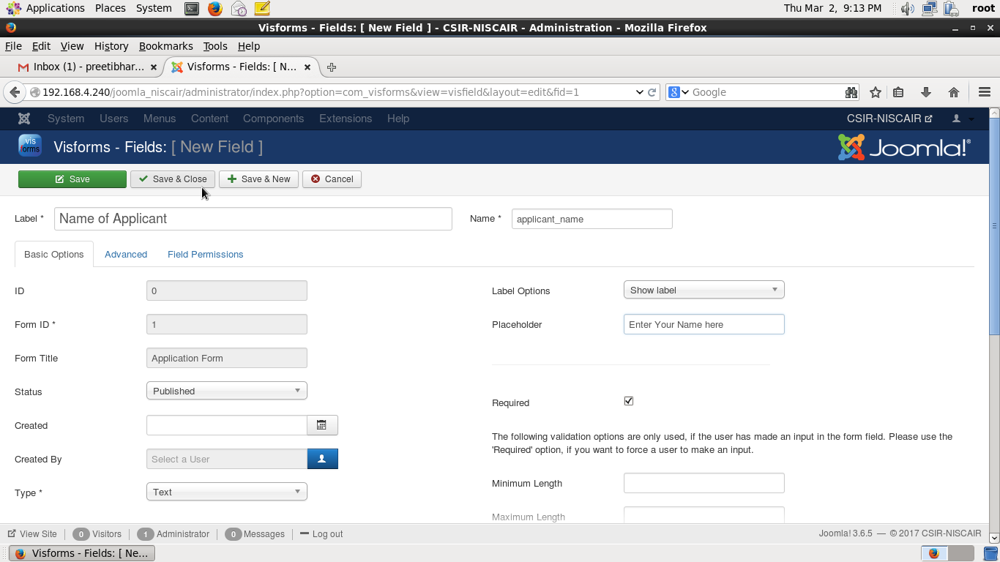 Applications Places System Thu Mar 2, 9:13 PM root
Visforms - Fields: [ New Field ] - CSIR-NISCAIR - Administration - Mozilla Firefox
File Edit View History Bookmarks Tools Help
Inbox (1) - preetibhar... Visforms - Fields: [ N...
192.168.4.240/joomla_niscair/administrator/index.php?option=com_visforms&view=visfield&layout=edit&fid=1 8 Google
System Users Menus Content Components Extensions Help CSIR-NISCAIR
vis forms Visforms - Fields: [ New Field ] Joomla!®
Save Save & Close Save & New Cancel
Label * Name of Applicant Name * applicant_name
Basic Options Advanced Field Permissions
ID 0 Label Options Show label
Form ID * 1 Placeholder Enter Your Name here
Form Title Application Form
Status Published
Required
Created
The following validation options are only used, if the user has made an input in the form field. Please use the
'Required' option, if you want to force a user to make an input.
Created By Select a User
Minimum Length
Type * Text
Maximum Length
View Site 0 Visitors 1 Administrator 0 Messages Log out Joomla! 3.6.5 — © 2017 CSIR-NISCAIR
Visforms - Fields: [ Ne...